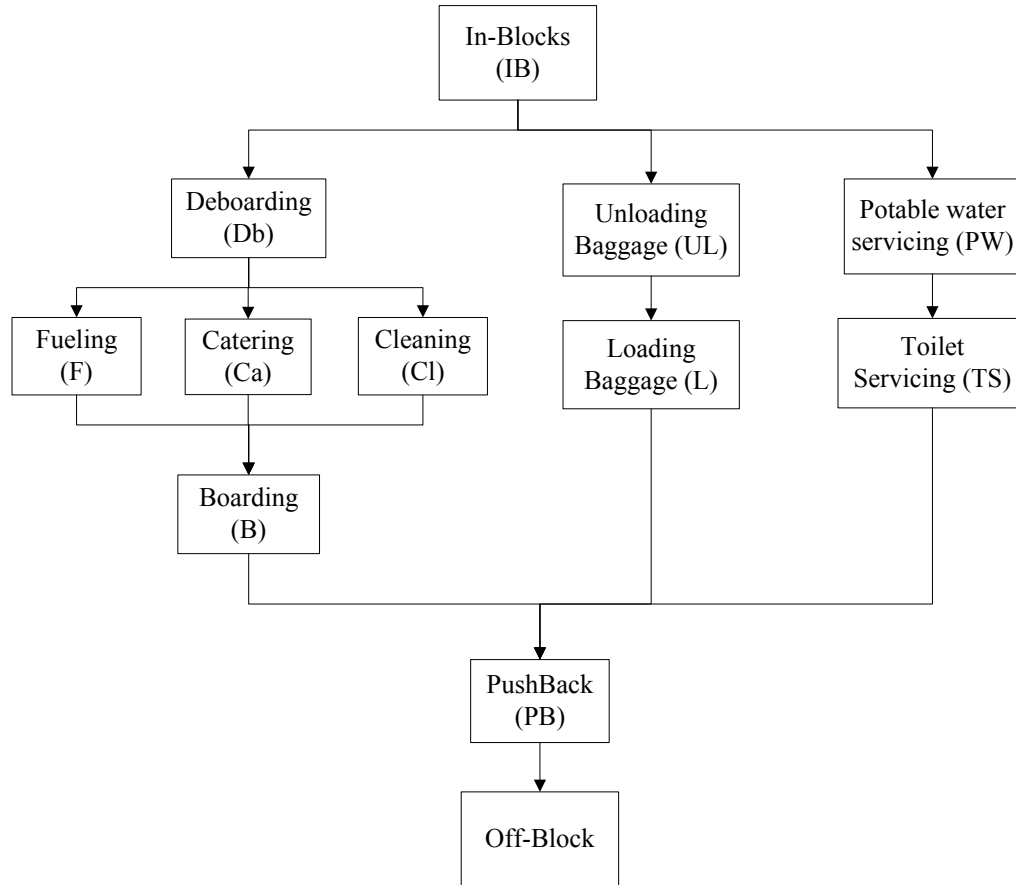 In-Blocks
(IB)
Deboarding
(Db)
Unloading
Baggage (UL)
Potable water
servicing (PW)
Fueling
(F)
Catering
(Ca)
Cleaning
(Cl)
Loading
Baggage (L)
Toilet
Servicing (TS)
Boarding
(B)
PushBack
(PB)
Off-Block